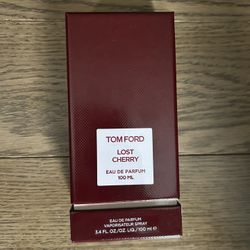 TOM FORD
LOST
CHERRY
EAU DE PARFUM
100 ML
EAU DE PARFUM
VAPORISATEUR SPRAY
3.4 FL.OZ./OZ.LIQ./100 ml e